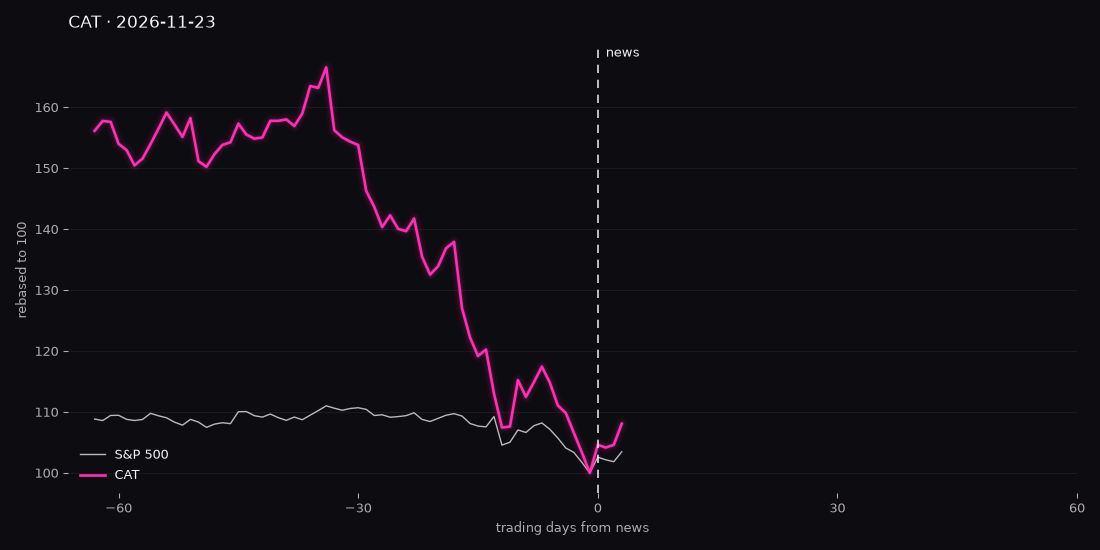 CAT · 2026-11-23
news
160
150
140
130
120
110
100
rebased to 100
S&P 500
CAT
−60
−30
0
30
60
trading days from news